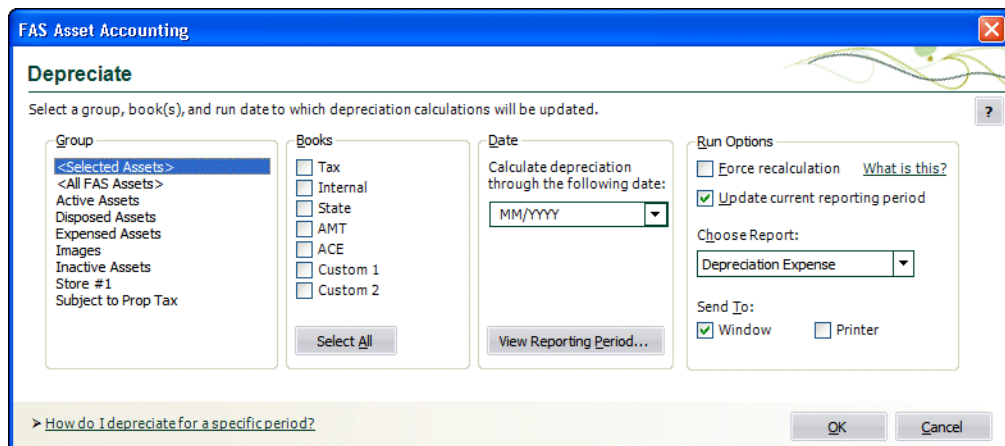 FAS Asset Accounting
Depreciate
Select a group, book(s), and run date to which depreciation calculations will be updated.
?
Group
<Selected Assets>
<All FAS Assets>
Active Assets
Disposed Assets
Expensed Assets
Images
Inactive Assets
Store #1
Subject to Prop Tax
Books
Tax
Internal
State
AMT
ACE
Custom 1
Custom 2
Select All
Date
Calculate depreciation
through the following date:
MM/YYYY
View Reporting Period...
Run Options
Force recalculation What is this?
Update current reporting period
Choose Report:
Depreciation Expense
Send To:
Window Printer
➤ How do I depreciate for a specific period?
OK Cancel